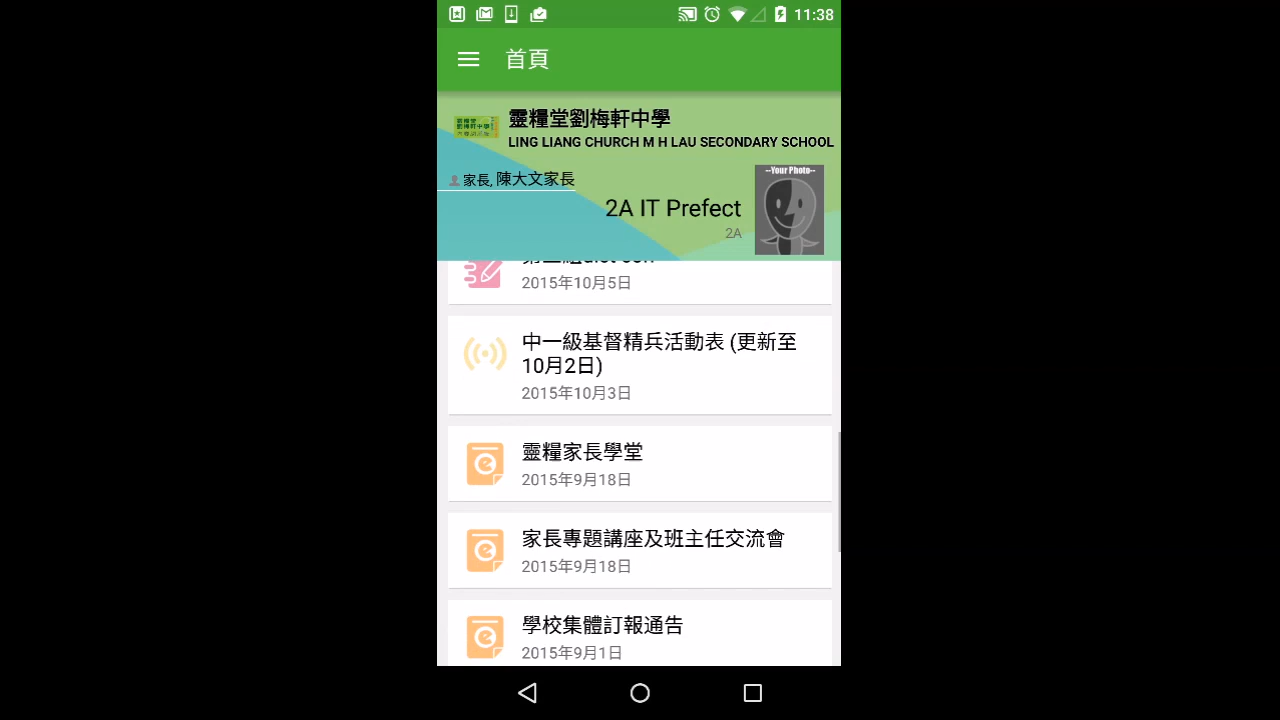 11:38
首頁
靈糧堂劉梅軒中學
LING LIANG CHURCH M H LAU SECONDARY SCHOOL
家長, 陳大文家長
--Your Photo--
2A IT Prefect
2A
2015年10月5日
中一級基督精兵活動表 (更新至
10月2日)
2015年10月3日
靈糧家長學堂
2015年9月18日
家長專題講座及班主任交流會
2015年9月18日
學校集體訂報通告
2015年9月1日